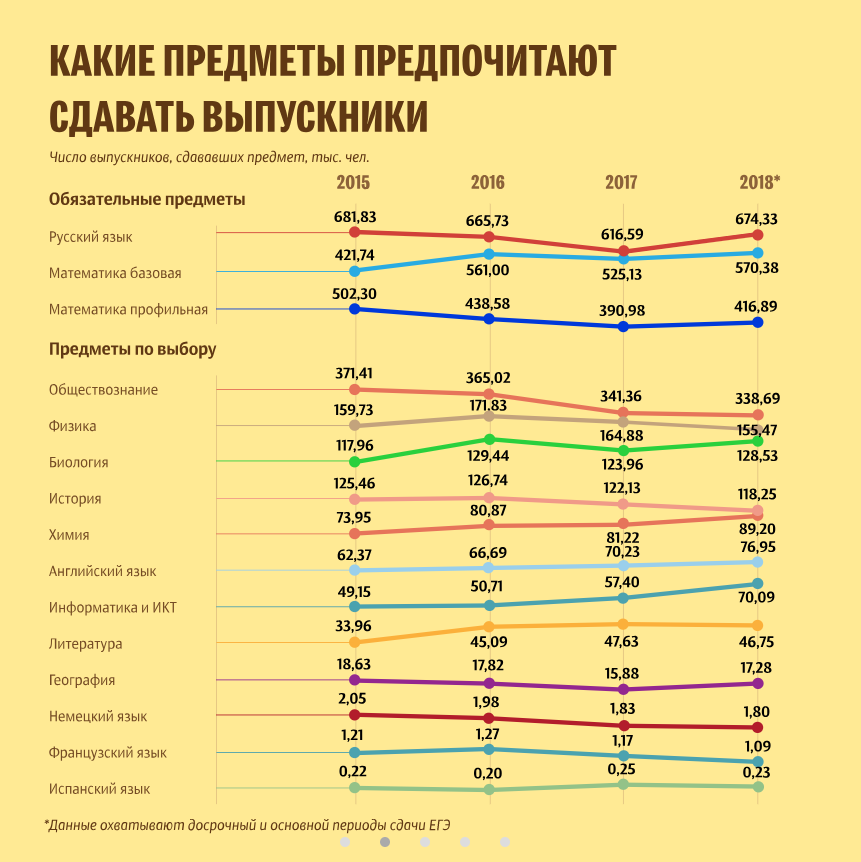 КАКИЕ ПРЕДМЕТЫ ПРЕДПОЧИТАЮТ
СДАВАТЬ ВЫПУСКНИКИ
Число выпускников, сдававших предмет, тыс. чел.
2015 2016 2017 2018*
Обязательные предметы
Русский язык 681,83 665,73 616,59 674,33
Математика базовая 421,74 561,00 525,13 570,38
Математика профильная 502,30 438,58 390,98 416,89
Предметы по выбору
Обществознание 371,41 365,02 341,36 338,69
Физика 159,73 171,83 164,88 155,47
Биология 117,96 129,44 123,96 128,53
История 125,46 126,74 122,13 118,25
Химия 73,95 80,87 81,22 89,20
Английский язык 62,37 66,69 70,23 76,95
Информатика и ИКТ 49,15 50,71 57,40 70,09
Литература 33,96 45,09 47,63 46,75
География 18,63 17,82 15,88 17,28
Немецкий язык 2,05 1,98 1,83 1,80
Французский язык 1,21 1,27 1,17 1,09
Испанский язык 0,22 0,20 0,25 0,23
*Данные охватывают досрочный и основной периоды сдачи ЕГЭ